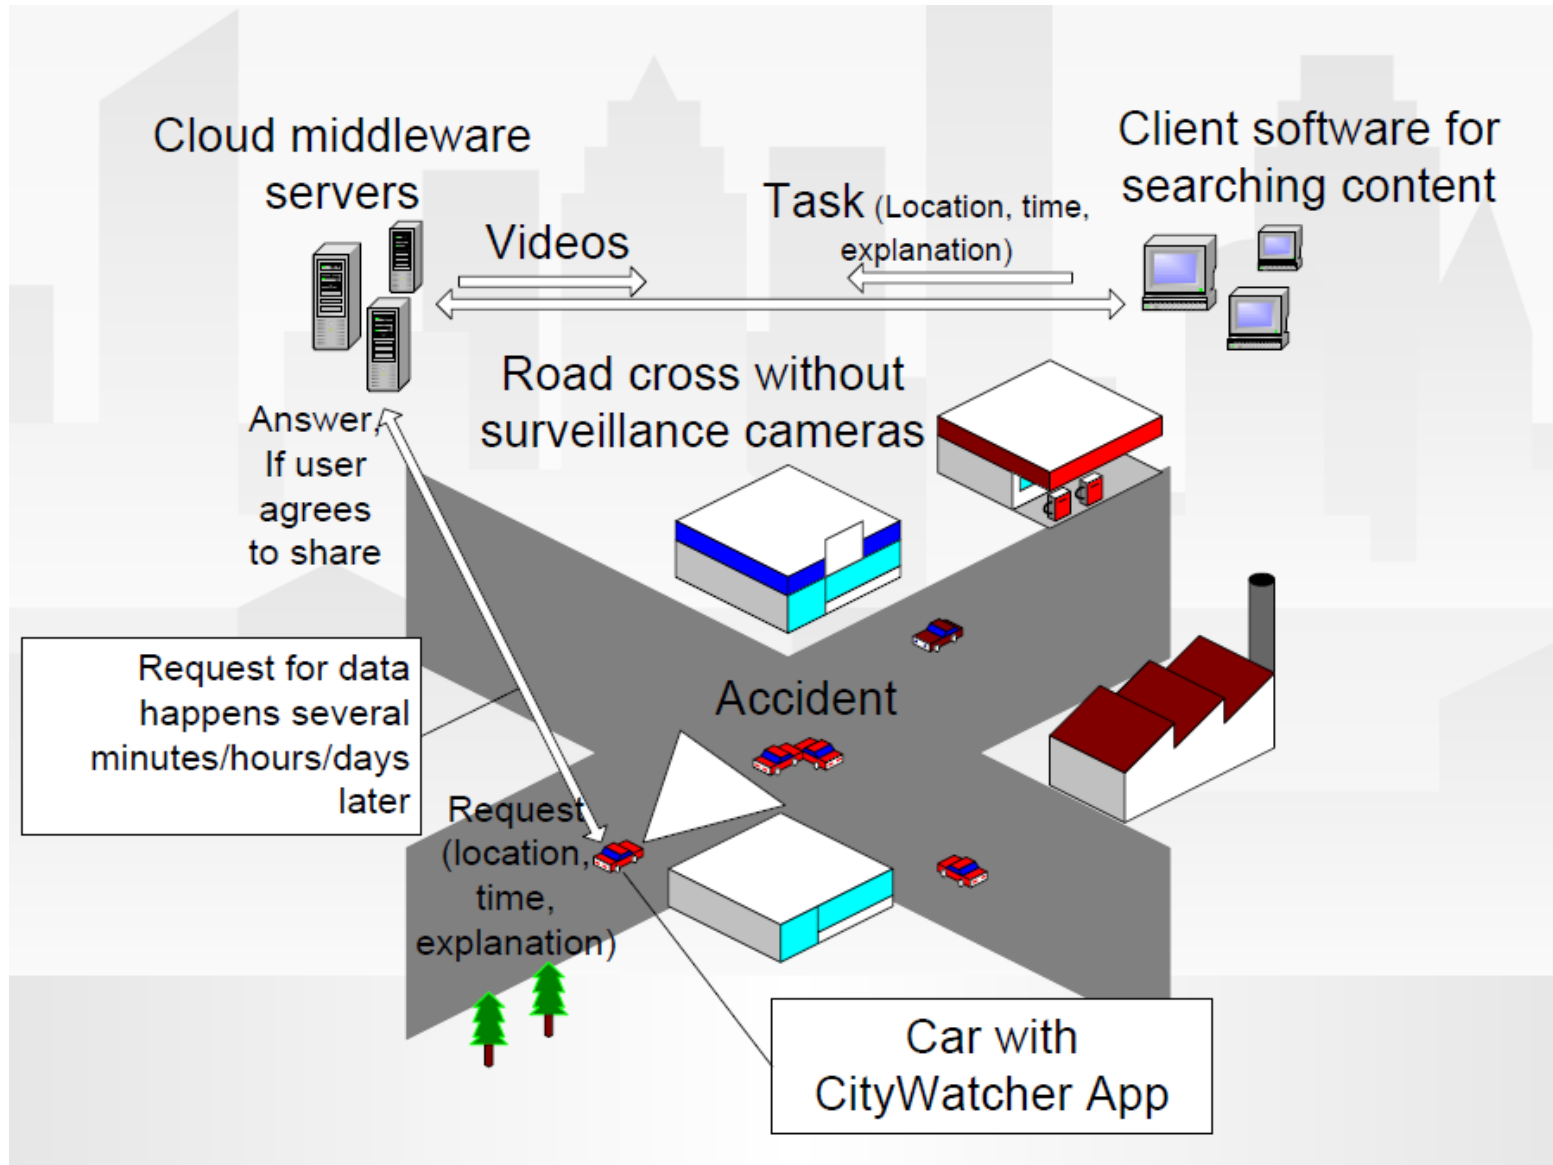 Cloud middleware
servers
Client software for
searching content
Videos
Task (Location, time,
explanation)
Road cross without
surveillance cameras
Answer,
If user
agrees
to share
Request for data
happens several
minutes/hours/days
later
Accident
Request
(location,
time,
explanation)
Car with
CityWatcher App